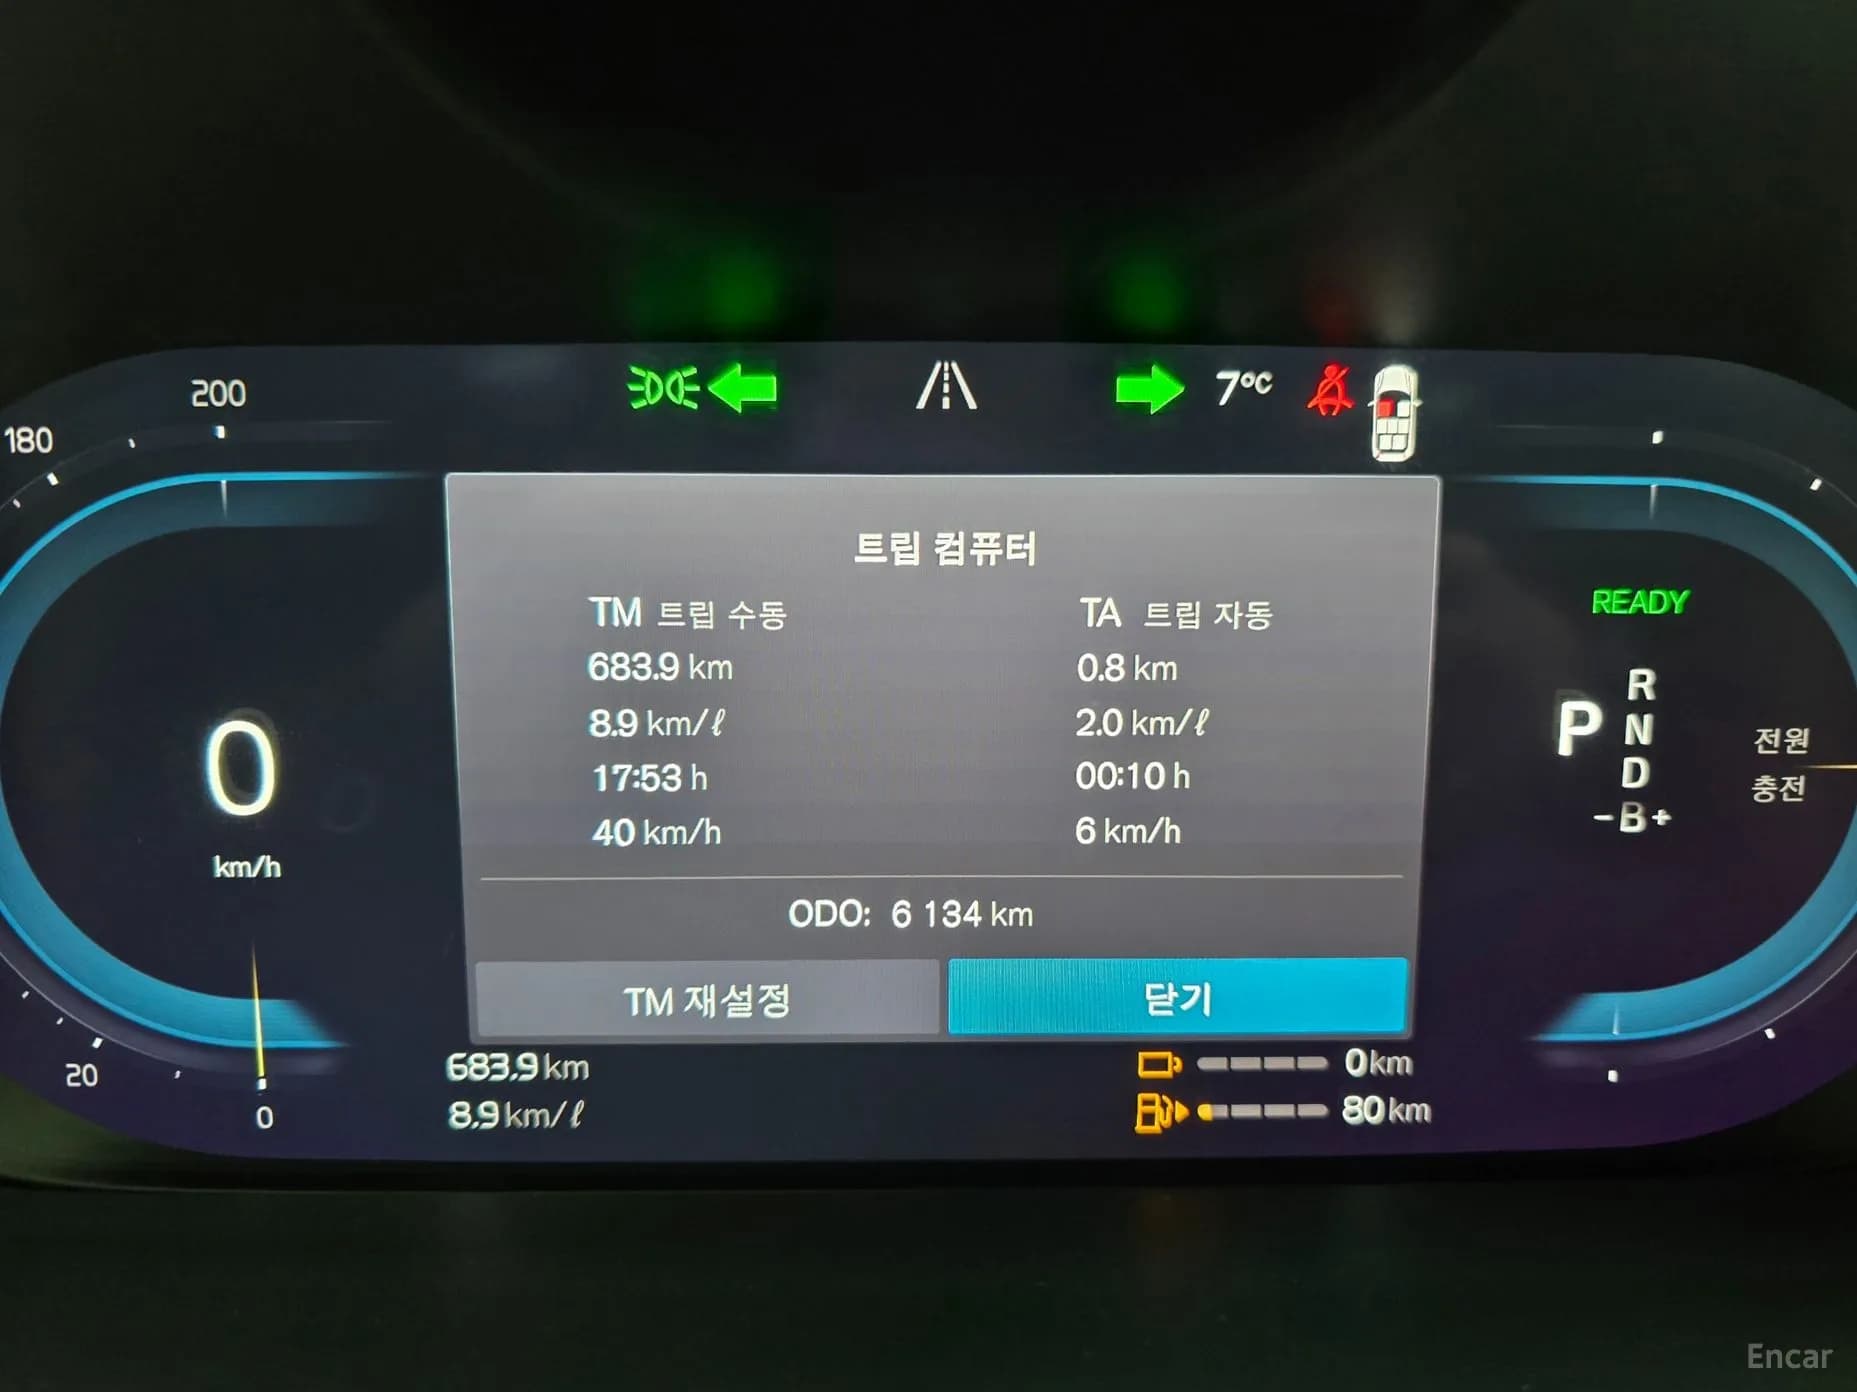 200
180
7°C
트립 컴퓨터
TM 트립 수동
683.9 km
8.9 km/ℓ
17:53 h
40 km/h
TA 트립 자동
0.8 km
2.0 km/ℓ
00:10 h
6 km/h
ODO: 6 134 km
TM 재설정
닫기
0
km/h
20
0
READY
P
R
N
D
-B+
전원
충전
683.9 km
8.9 km/ℓ
0 km
80 km
Encar